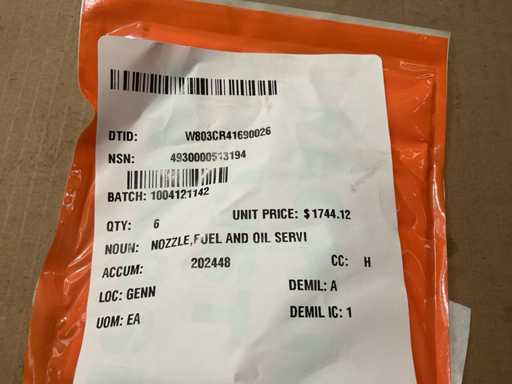 DTID: W803CR41690026
NSN: 4930000513194
BATCH: 1004121142
QTY: 6 UNIT PRICE: $1744.12
NOUN: NOZZLE,FUEL AND OIL SERVI
ACCUM: 202448 CC: H
LOC: GENN DEMIL: A
UOM: EA DEMIL IC: 1